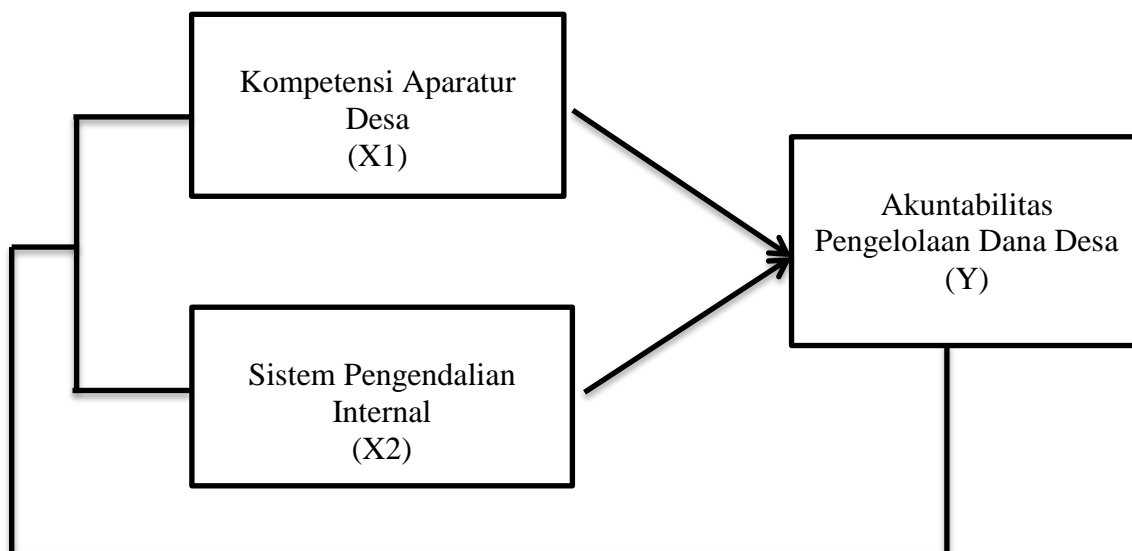 Kompetensi Aparatur
Desa
(X1)
Akuntabilitas
Pengelolaan Dana Desa
(Y)
Sistem Pengendalian
Internal
(X2)